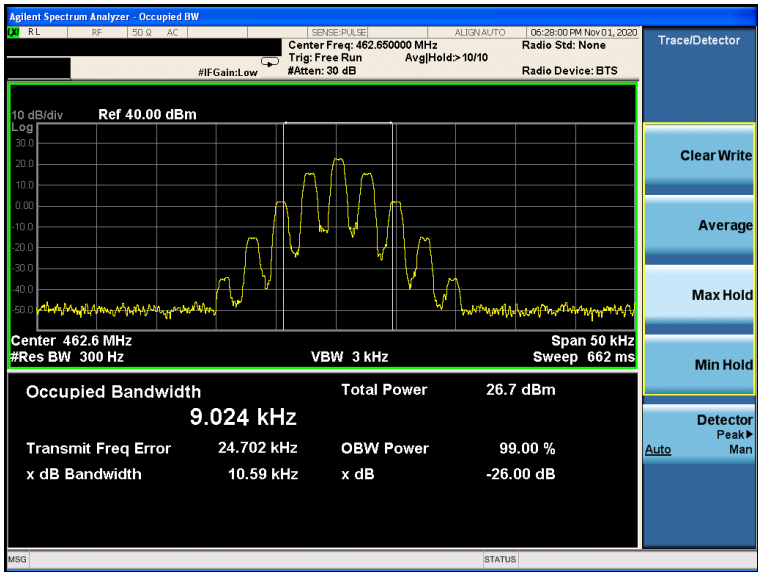 Agilent Spectrum Analyzer - Occupied BW
LXI RL RF 50 Ω AC SENSE:PULSE ALIGN AUTO 06:28:00 PM Nov 01, 2020
Center Freq: 462.650000 MHz Radio Std: None
Trig: Free Run Avg|Hold:> 10/10
#IFGain:Low #Atten: 30 dB Radio Device: BTS
10 dB/div Ref 40.00 dBm
Log
30.0
20.0
10.0
0.00
-10.0
-20.0
-30.0
-40.0
-50.0
Center 462.6 MHz Span 50 kHz
#Res BW 300 Hz VBW 3 kHz Sweep 662 ms
Occupied Bandwidth Total Power 26.7 dBm
9.024 kHz
Transmit Freq Error 24.702 kHz OBW Power 99.00 %
x dB Bandwidth 10.59 kHz x dB -26.00 dB
MSG STATUS
Trace/Detector
Clear Write
Average
Max Hold
Min Hold
Detector
Peak▶
Auto Man